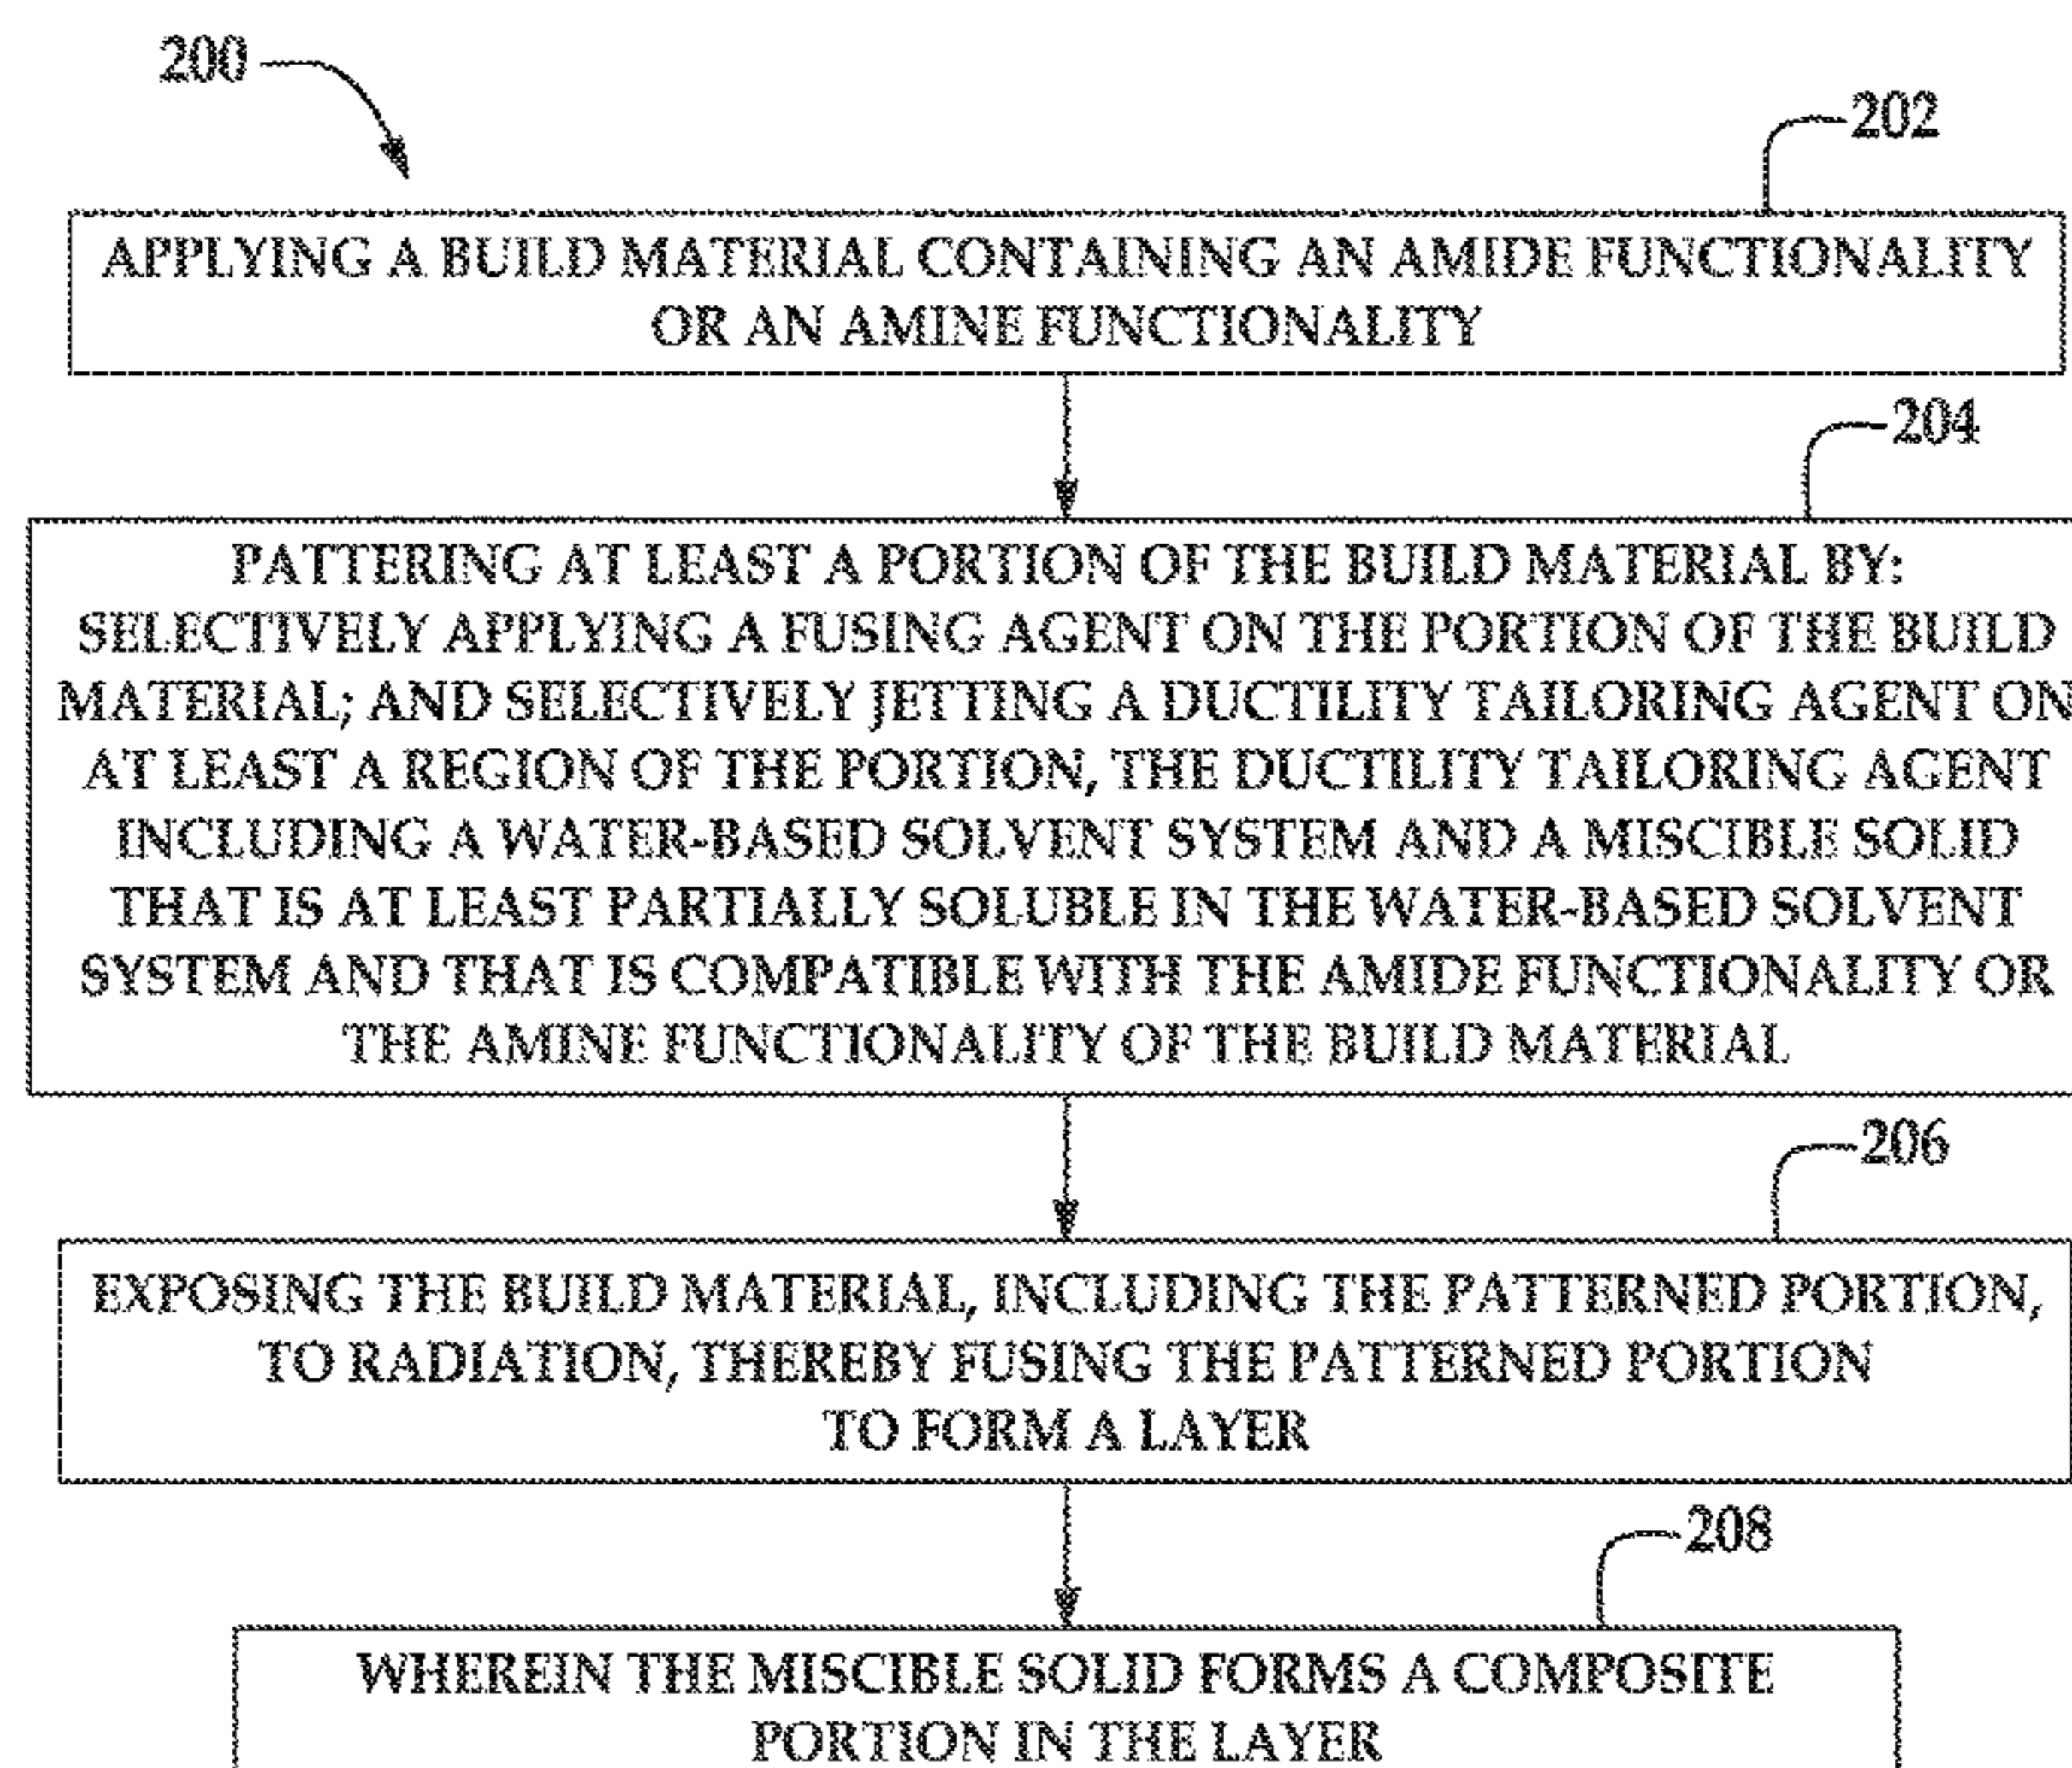 200
202
APPLYING A BUILD MATERIAL CONTAINING AN AMIDE FUNCTIONALITY
OR AN AMINE FUNCTIONALITY
204
PATTERING AT LEAST A PORTION OF THE BUILD MATERIAL BY:
SELECTIVELY APPLYING A FUSING AGENT ON THE PORTION OF THE BUILD
MATERIAL; AND SELECTIVELY JETTING A DUCTILITY TAILORING AGENT ON
AT LEAST A REGION OF THE PORTION, THE DUCTILITY TAILORING AGENT
INCLUDING A WATER-BASED SOLVENT SYSTEM AND A MISCIBLE SOLID
THAT IS AT LEAST PARTIALLY SOLUBLE IN THE WATER-BASED SOLVENT
SYSTEM AND THAT IS COMPATIBLE WITH THE AMIDE FUNCTIONALITY OR
THE AMINE FUNCTIONALITY OF THE BUILD MATERIAL
206
EXPOSING THE BUILD MATERIAL, INCLUDING THE PATTERNED PORTION,
TO RADIATION, THEREBY FUSING THE PATTERNED PORTION
TO FORM A LAYER
208
WHEREIN THE MISCIBLE SOLID FORMS A COMPOSITE
PORTION IN THE LAYER